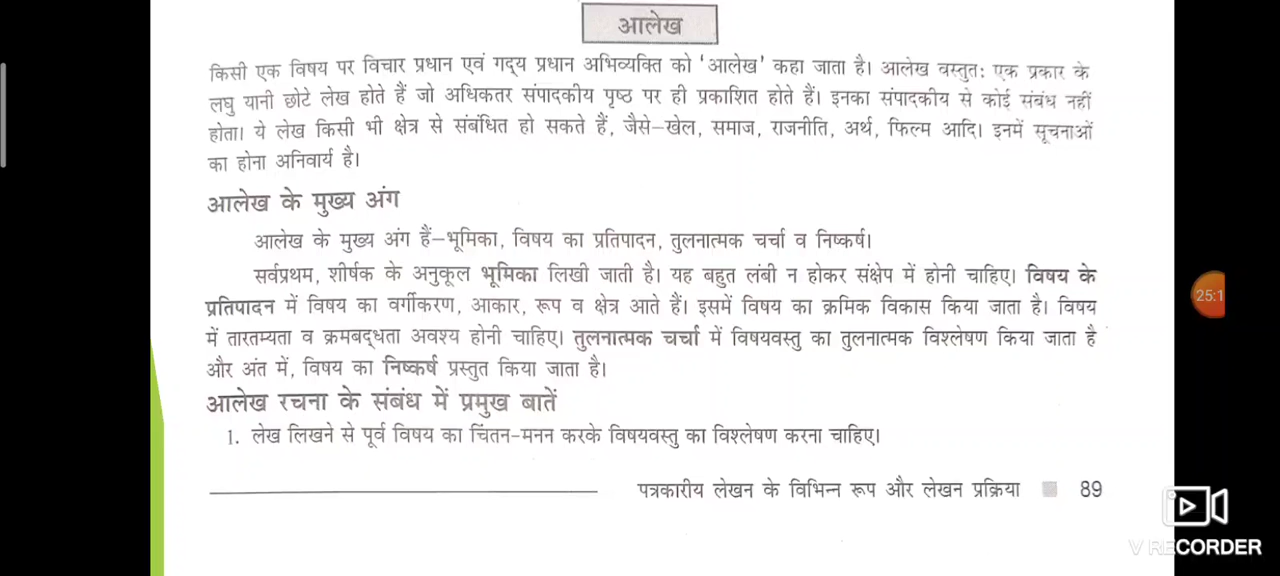 आलेख
किसी एक विषय पर विचार प्रधान एवं गद्य प्रधान अभिव्यक्ति को 'आलेख' कहा जाता है। आलेख वस्तुतः एक प्रकार के
लघु यानी छोटे लेख होते हैं जो अधिकतर संपादकीय पृष्ठ पर ही प्रकाशित होते हैं। इनका संपादकीय से कोई संबंध नहीं
होता। ये लेख किसी भी क्षेत्र से संबंधित हो सकते हैं, जैसे–खेल, समाज, राजनीति, अर्थ, फिल्म आदि। इनमें सूचनाओं
का होना अनिवार्य है।
आलेख के मुख्य अंग
आलेख के मुख्य अंग हैं–भूमिका, विषय का प्रतिपादन, तुलनात्मक चर्चा व निष्कर्ष।
सर्वप्रथम, शीर्षक के अनुकूल भूमिका लिखी जाती है। यह बहुत लंबी न होकर संक्षेप में होनी चाहिए। विषय के
प्रतिपादन में विषय का वर्गीकरण, आकार, रूप व क्षेत्र आते हैं। इसमें विषय का क्रमिक विकास किया जाता है। विषय
में तारतम्यता व क्रमबद्धता अवश्य होनी चाहिए। तुलनात्मक चर्चा में विषयवस्तु का तुलनात्मक विश्लेषण किया जाता है
और अंत में, विषय का निष्कर्ष प्रस्तुत किया जाता है।
आलेख रचना के संबंध में प्रमुख बातें
1. लेख लिखने से पूर्व विषय का चिंतन-मनन करके विषयवस्तु का विश्लेषण करना चाहिए।
पत्रकारीय लेखन के विभिन्न रूप और लेखन प्रक्रिया 89
25:1
V RECORDER